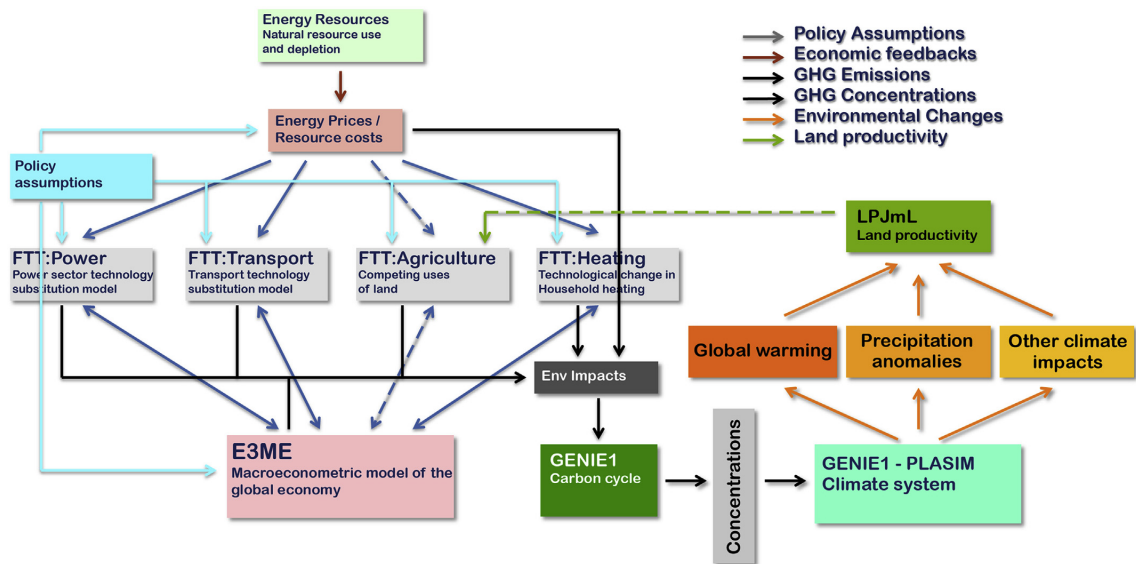 Energy Resources
Natural resource use
and depletion
Policy Assumptions
Economic feedbacks
GHG Emissions
GHG Concentrations
Environmental Changes
Land productivity
Energy Prices /
Resource costs
Policy
assumptions
LPJmL
Land productivity
FTT:Power
Power sector technology
substitution model
FTT:Transport
Transport technology
substitution model
FTT:Agriculture
Competing uses
of land
FTT:Heating
Technological change in
Household heating
Global warming
Precipitation
anomalies
Other climate
impacts
Env Impacts
E3ME
Macroeconometric model of the
global economy
GENIE1
Carbon cycle
Concentrations
GENIE1 - PLASIM
Climate system